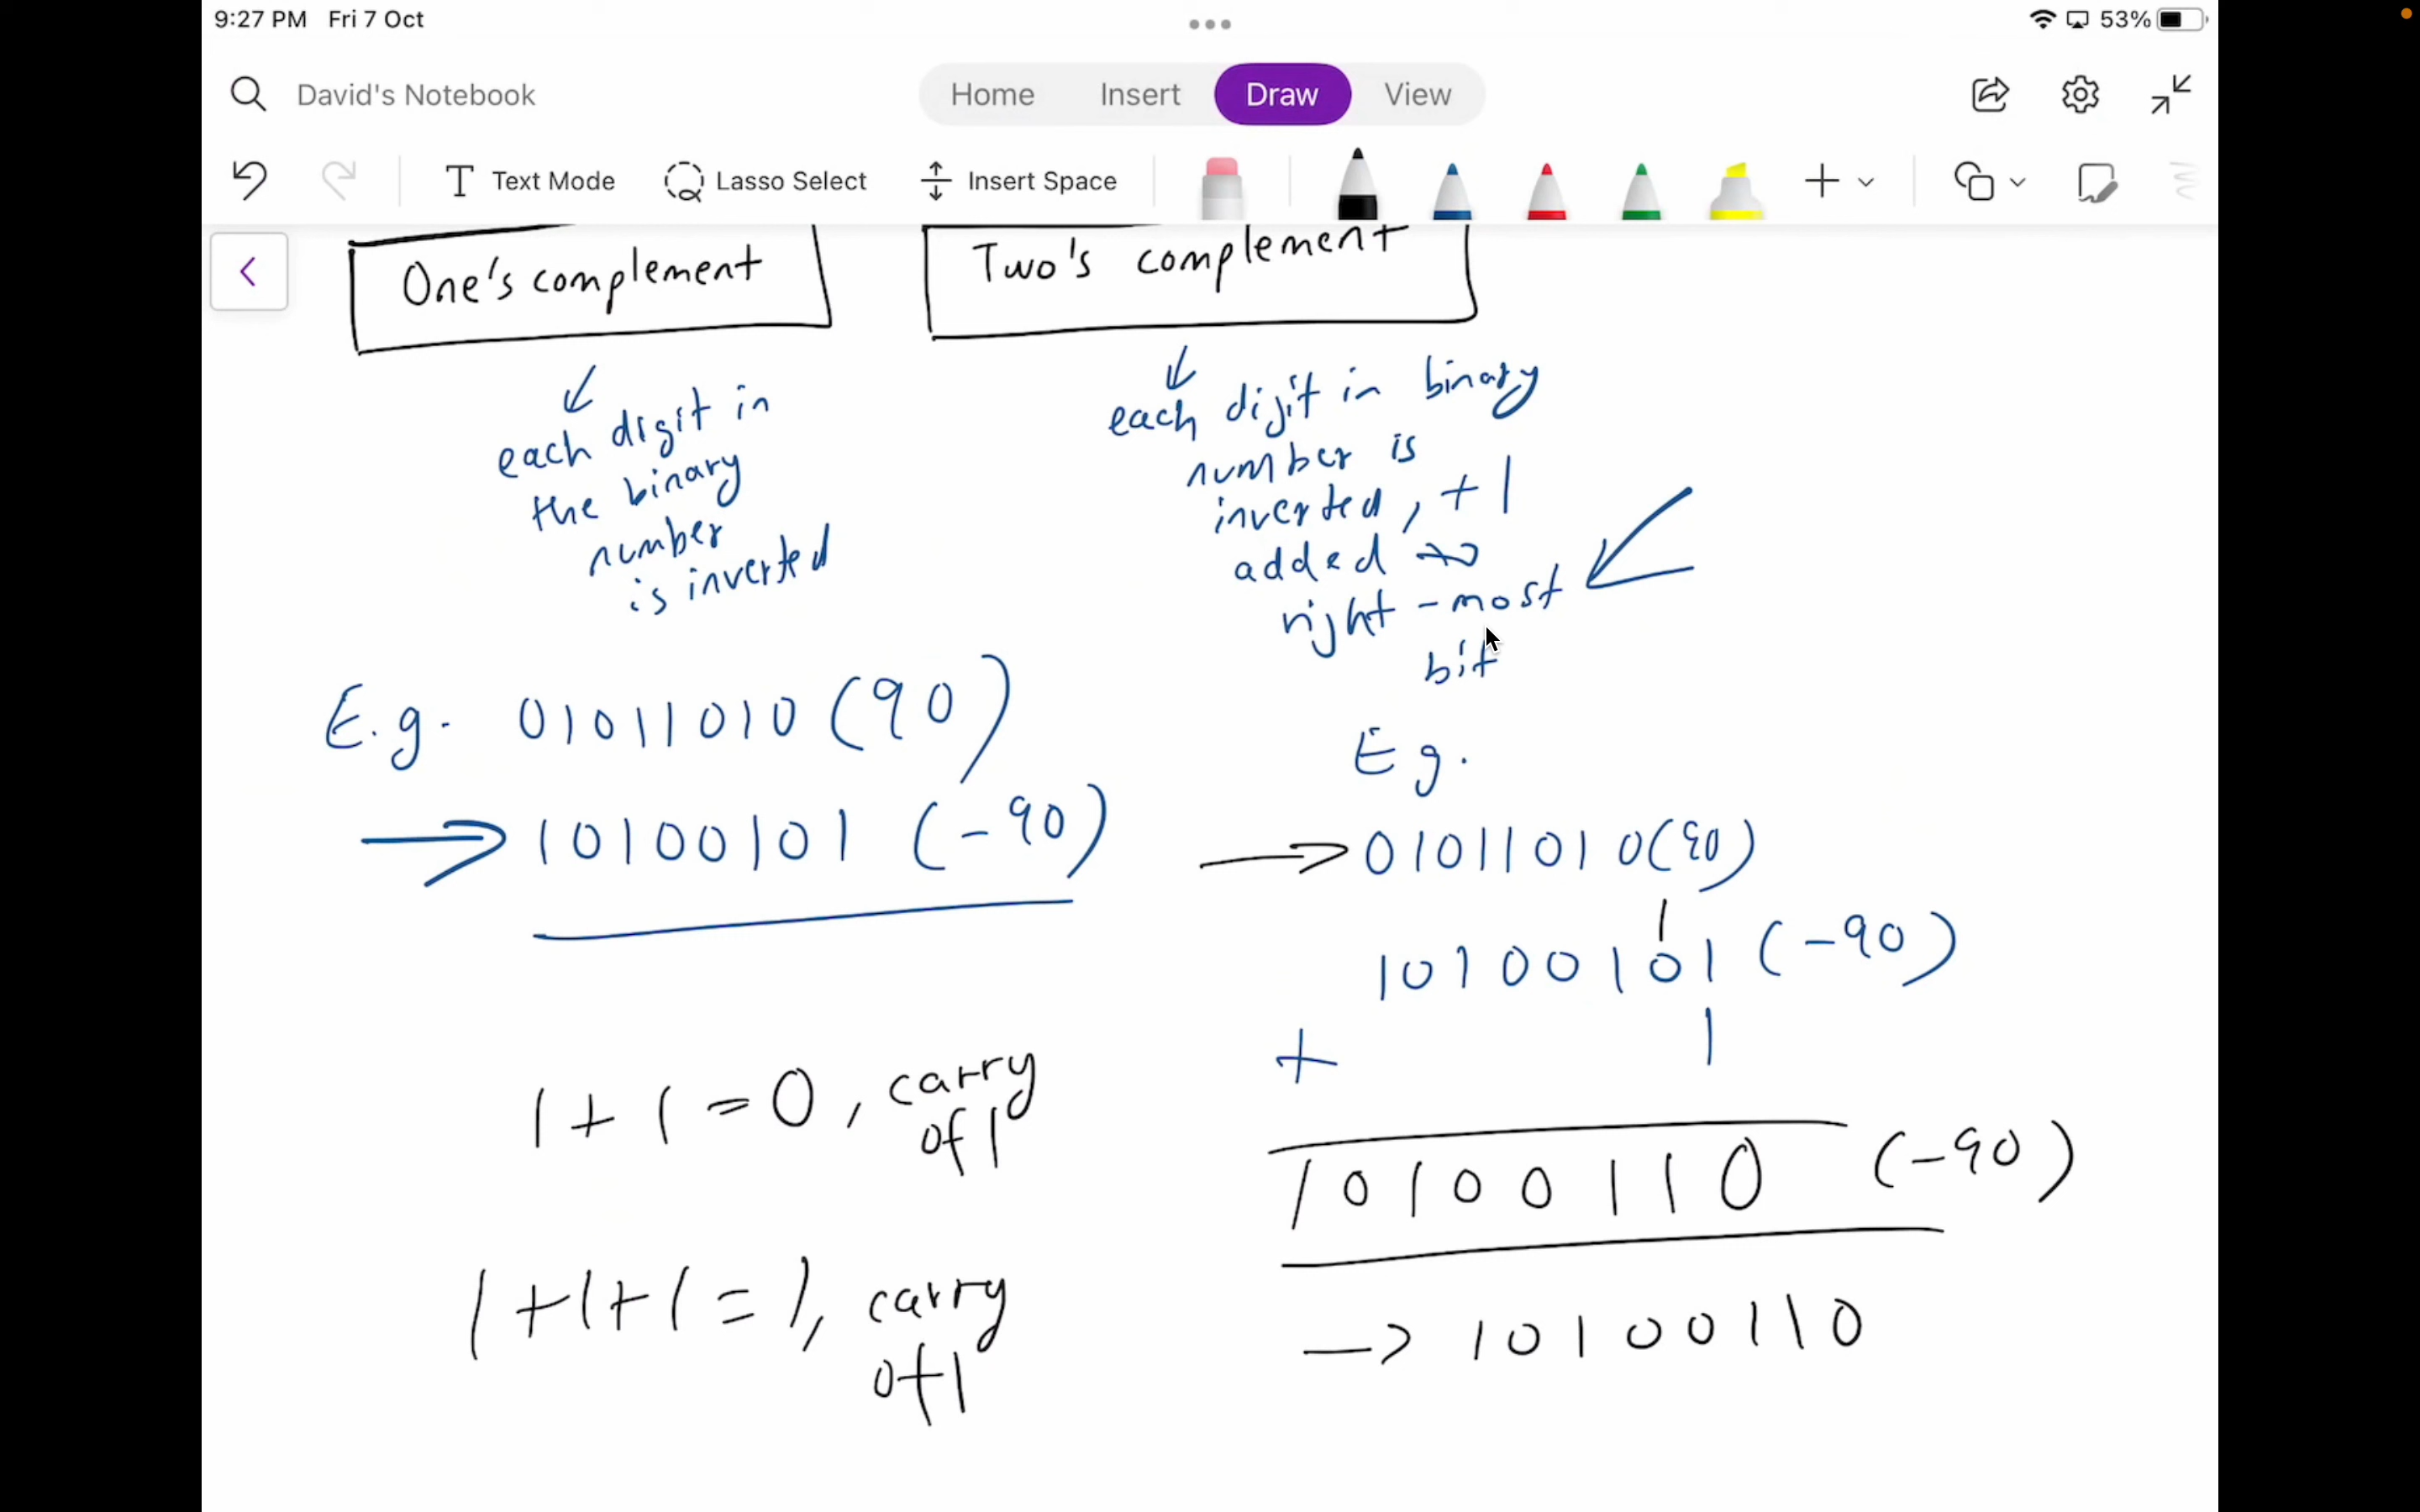 9:27 PM Fri 7 Oct
53%
David's Notebook
Home Insert Draw View
Text Mode Lasso Select Insert Space
One's complement
Two's complement
each digit in
the binary
number
is inverted
each digit in binary
number is
inverted, +1
added to
right-most
bit
E.g. 01011010 (90)
→ 10100101 (-90)
Eg.
→ 01011010 (90)
1
10100101 (-90)
+ 1
10100110 (-90)
→ 10100110
1 + 1 = 0, carry
of 1
1 + 1 + 1 = 1, carry
of 1